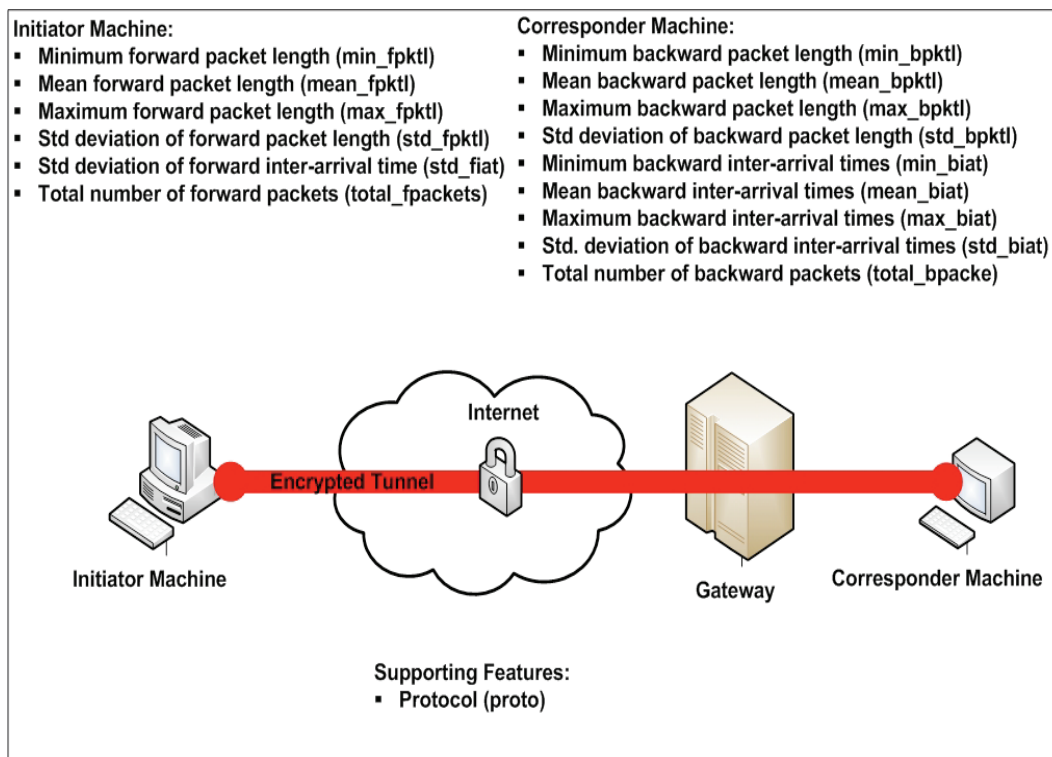 Initiator Machine:
▪ Minimum forward packet length (min_fpktl)
▪ Mean forward packet length (mean_fpktl)
▪ Maximum forward packet length (max_fpktl)
▪ Std deviation of forward packet length (std_fpktl)
▪ Std deviation of forward inter-arrival time (std_fiat)
▪ Total number of forward packets (total_fpackets)
Corresponder Machine:
▪ Minimum backward packet length (min_bpktl)
▪ Mean backward packet length (mean_bpktl)
▪ Maximum backward packet length (max_bpktl)
▪ Std deviation of backward packet length (std_bpktl)
▪ Minimum backward inter-arrival times (min_biat)
▪ Mean backward inter-arrival times (mean_biat)
▪ Maximum backward inter-arrival times (max_biat)
▪ Std. deviation of backward inter-arrival times (std_biat)
▪ Total number of backward packets (total_bpacke)
Internet
Encrypted Tunnel
Initiator Machine
Gateway
Corresponder Machine
Supporting Features:
▪ Protocol (proto)